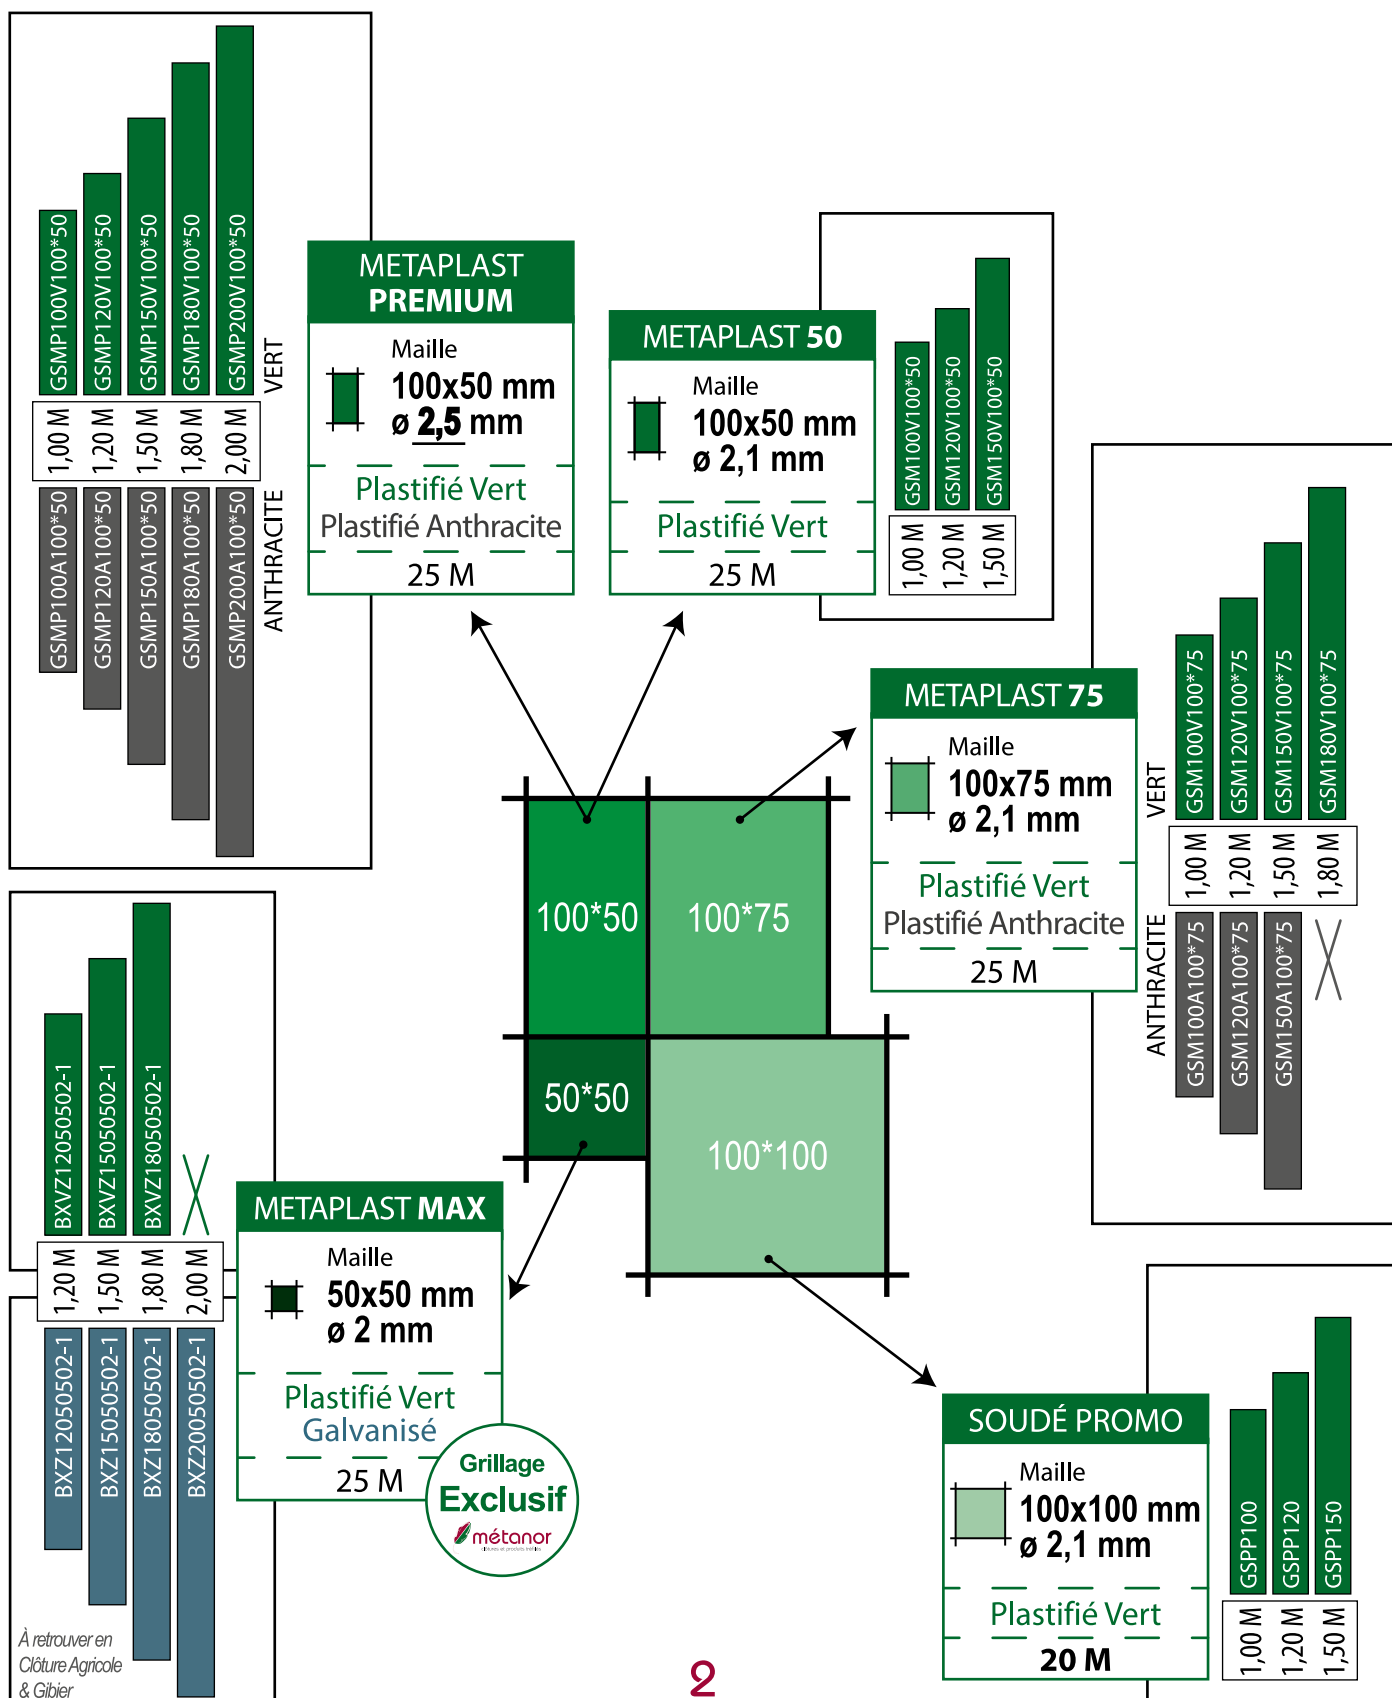 GSMP100V100*50
GSMP120V100*50
GSMP150V100*50
GSMP180V100*50
GSMP200V100*50
VERT
1,00 M
1,20 M
1,50 M
1,80 M
2,00 M
GSMP100A100*50
GSMP120A100*50
GSMP150A100*50
GSMP180A100*50
GSMP200A100*50
ANTHRACITE
METAPLAST
PREMIUM
Maille
100x50 mm
ø 2,5 mm
Plastifié Vert
Plastifié Anthracite
25 M
METAPLAST 50
Maille
100x50 mm
ø 2,1 mm
Plastifié Vert
25 M
GSM100V100*50
GSM120V100*50
GSM150V100*50
1,00 M
1,20 M
1,50 M
METAPLAST 75
Maille
100x75 mm
ø 2,1 mm
Plastifié Vert
Plastifié Anthracite
25 M
VERT
GSM100V100*75
GSM120V100*75
GSM150V100*75
GSM180V100*75
1,00 M
1,20 M
1,50 M
1,80 M
ANTHRACITE
GSM100A100*75
GSM120A100*75
GSM150A100*75
100*50
100*75
50*50
100*100
BXVZ12050502-1
BXVZ15050502-1
BXVZ18050502-1
1,20 M
1,50 M
1,80 M
2,00 M
BXZ12050502-1
BXZ15050502-1
BXZ18050502-1
BXZ20050502-1
À retrouver en
Clôture Agricole
& Gibier
METAPLAST MAX
Maille
50x50 mm
ø 2 mm
Plastifié Vert
Galvanisé
25 M
Grillage
Exclusif
métanor
clôtures et produits tréfilés
SOUDÉ PROMO
Maille
100x100 mm
ø 2,1 mm
Plastifié Vert
20 M
GSPP100
GSPP120
GSPP150
1,00 M
1,20 M
1,50 M
2